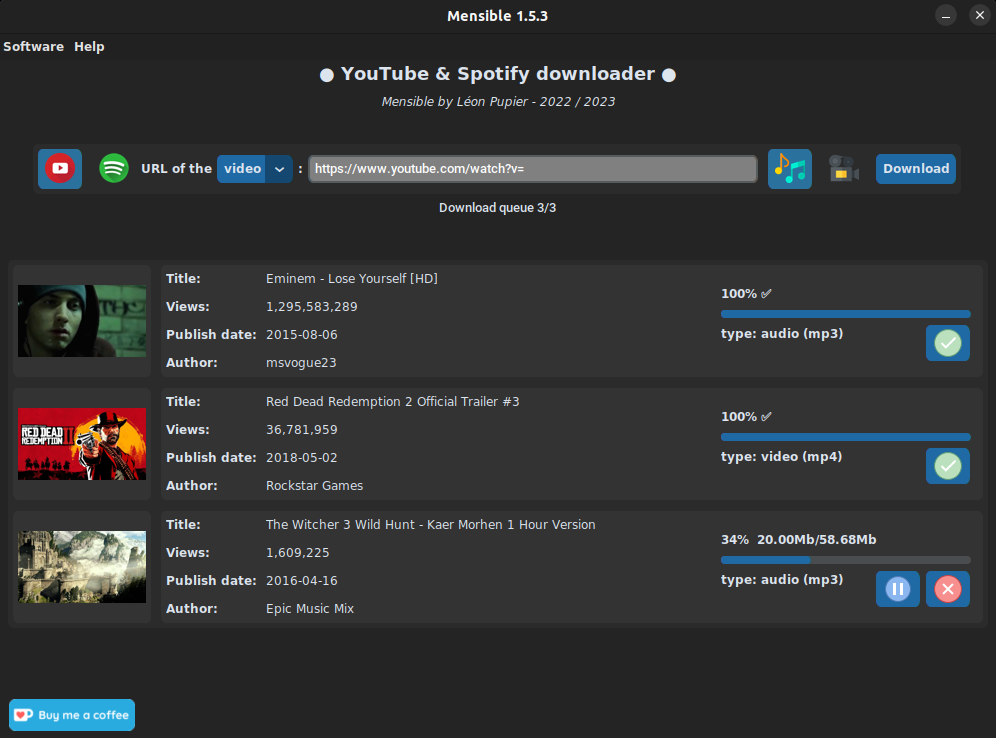 Mensible 1.5.3
Software Help
● YouTube & Spotify downloader ●
Mensible by Léon Pupier - 2022 / 2023
URL of the video : https://www.youtube.com/watch?v= Download
Download queue 3/3
Title: Eminem - Lose Yourself [HD]
Views: 1,295,583,289
Publish date: 2015-08-06
Author: msvogue23
100% ✅
type: audio (mp3)
RED DEAD
REDEMPTION II
Title: Red Dead Redemption 2 Official Trailer #3
Views: 36,781,959
Publish date: 2018-05-02
Author: Rockstar Games
100% ✅
type: video (mp4)
Title: The Witcher 3 Wild Hunt - Kaer Morhen 1 Hour Version
Views: 1,609,225
Publish date: 2016-04-16
Author: Epic Music Mix
34% 20.00Mb/58.68Mb
type: audio (mp3)
Buy me a coffee